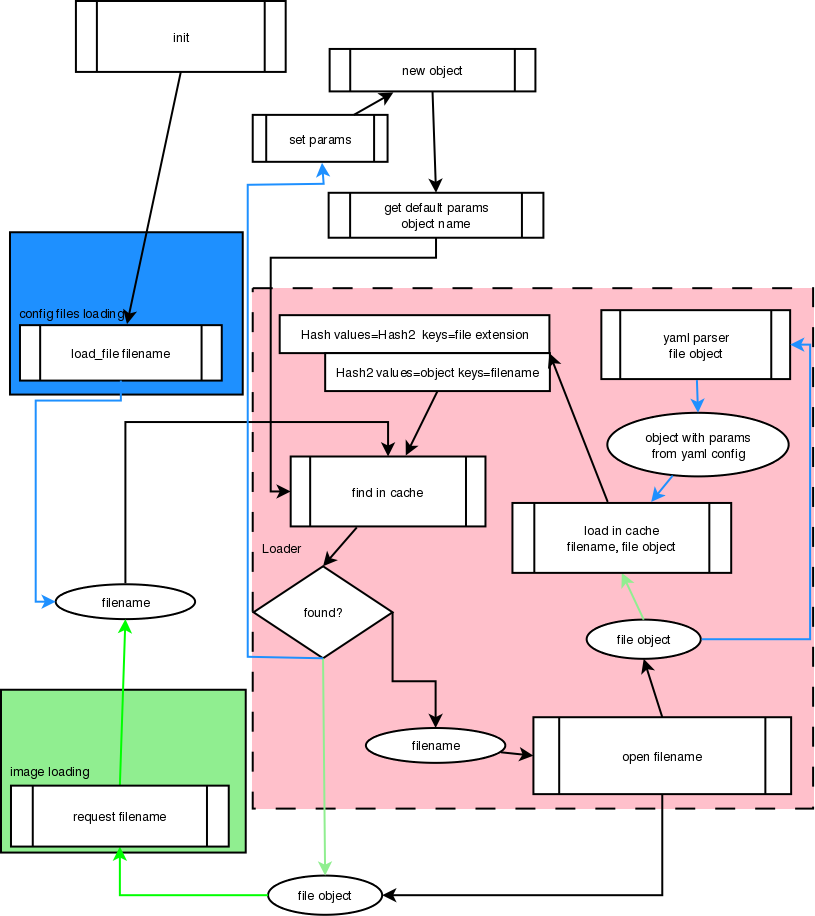 init
new object
set params
get default params
object name
config files loading
load_file filename
Hash values=Hash2  keys=file extension
Hash2 values=object keys=filename
yaml parser
file object
object with params
from yaml config
find in cache
load in cache
filename, file object
Loader
found?
filename
file object
filename
open filename
image loading
request filename
file object